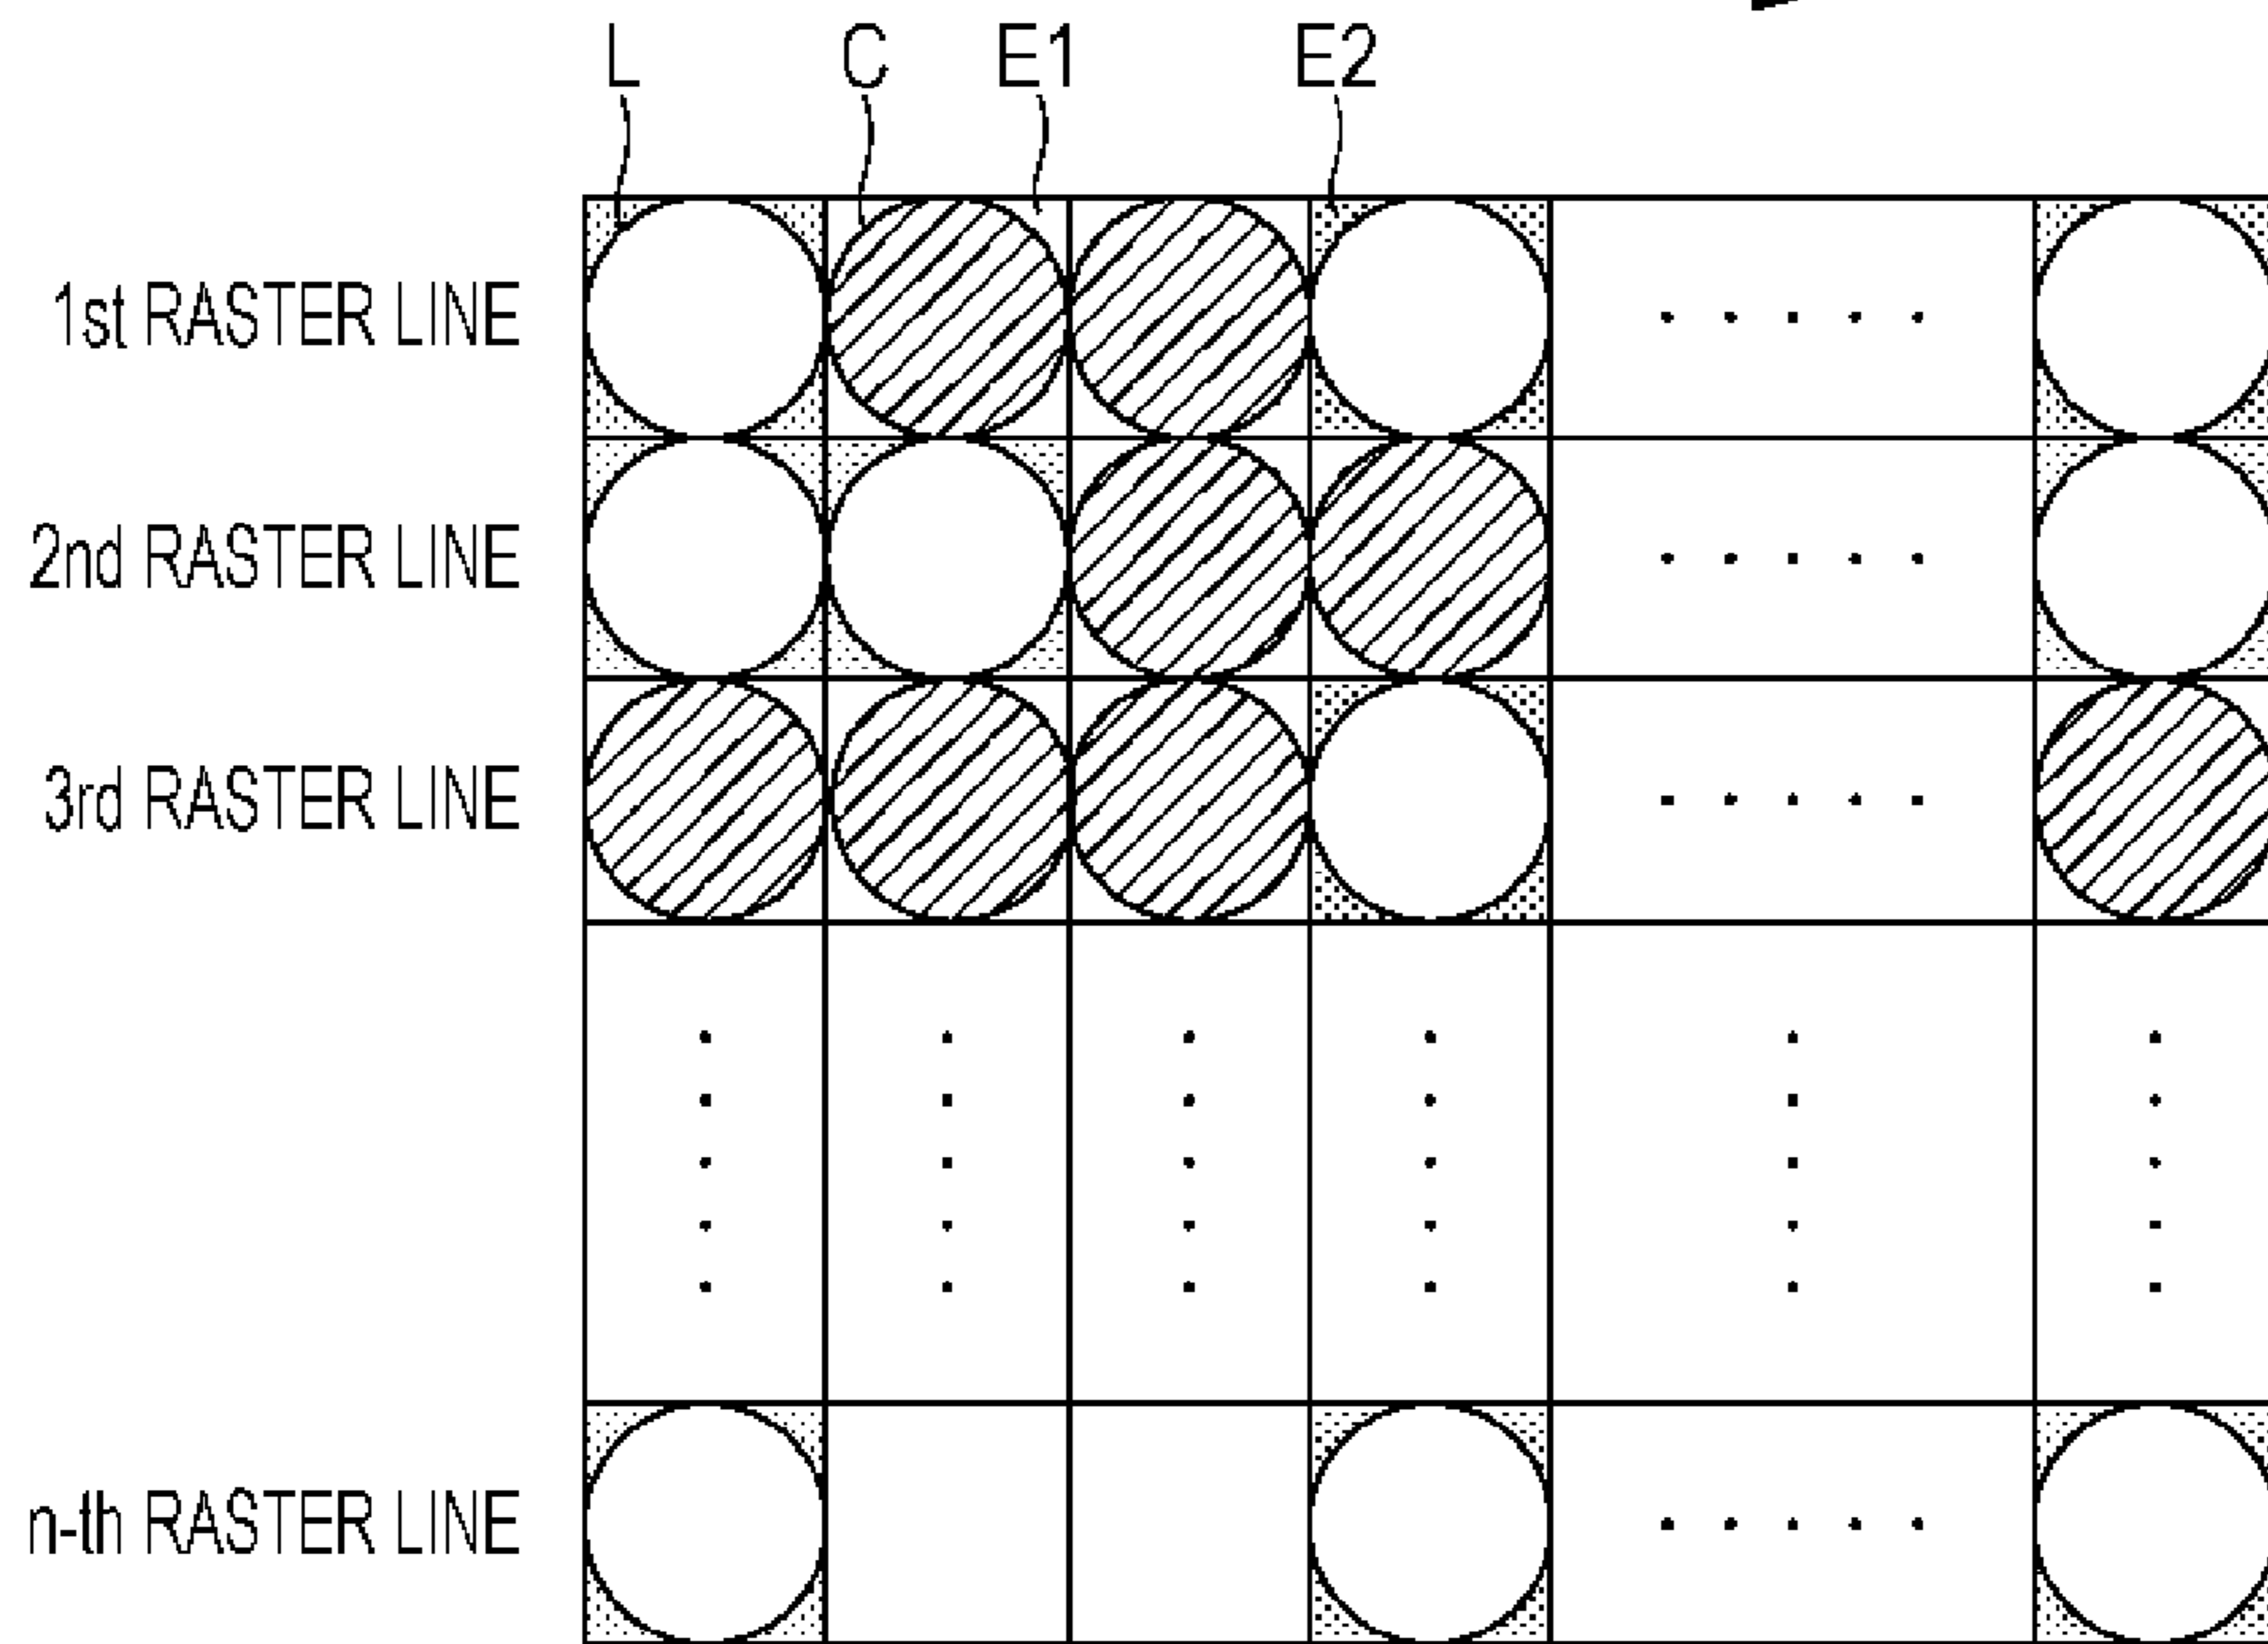 L C E1 E2
1st RASTER LINE
2nd RASTER LINE
3rd RASTER LINE
n-th RASTER LINE